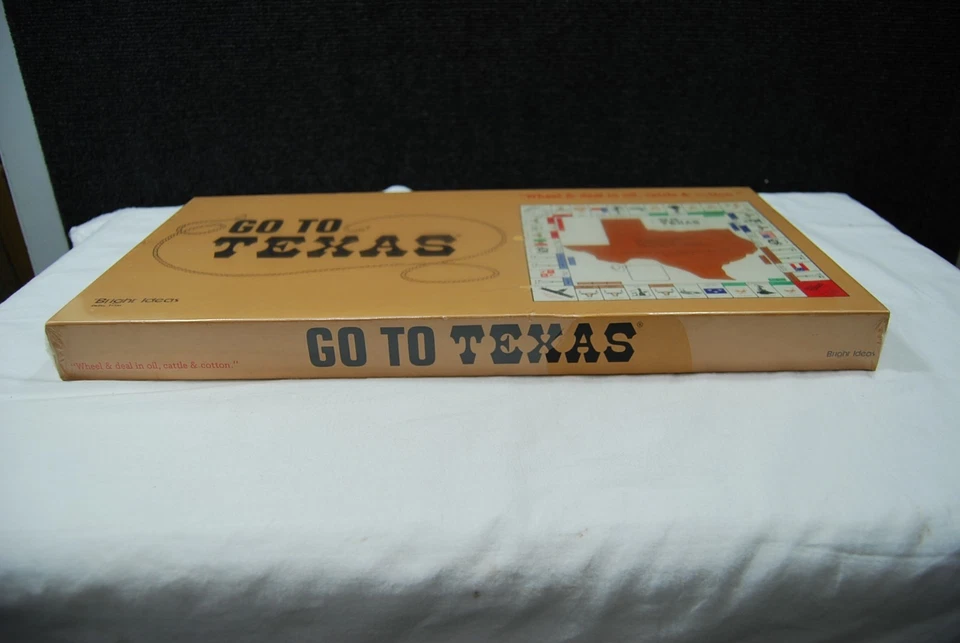 "Wheel & deal in oil, cattle & cotton."
GO TO
TEXAS
TEXAS
Bright Ideas
GO TO TEXAS®
"Wheel & deal in oil, cattle & cotton."
Bright Ideas